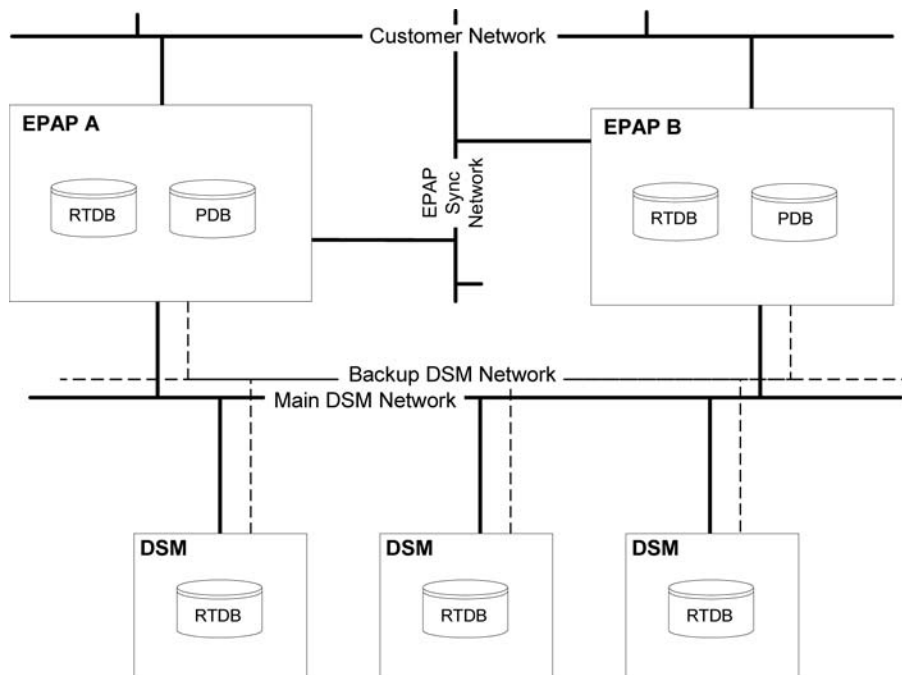 Customer Network
EPAP A
RTDB
PDB
EPAP
Sync
Network
EPAP B
RTDB
PDB
Backup DSM Network
Main DSM Network
DSM
RTDB
DSM
RTDB
DSM
RTDB